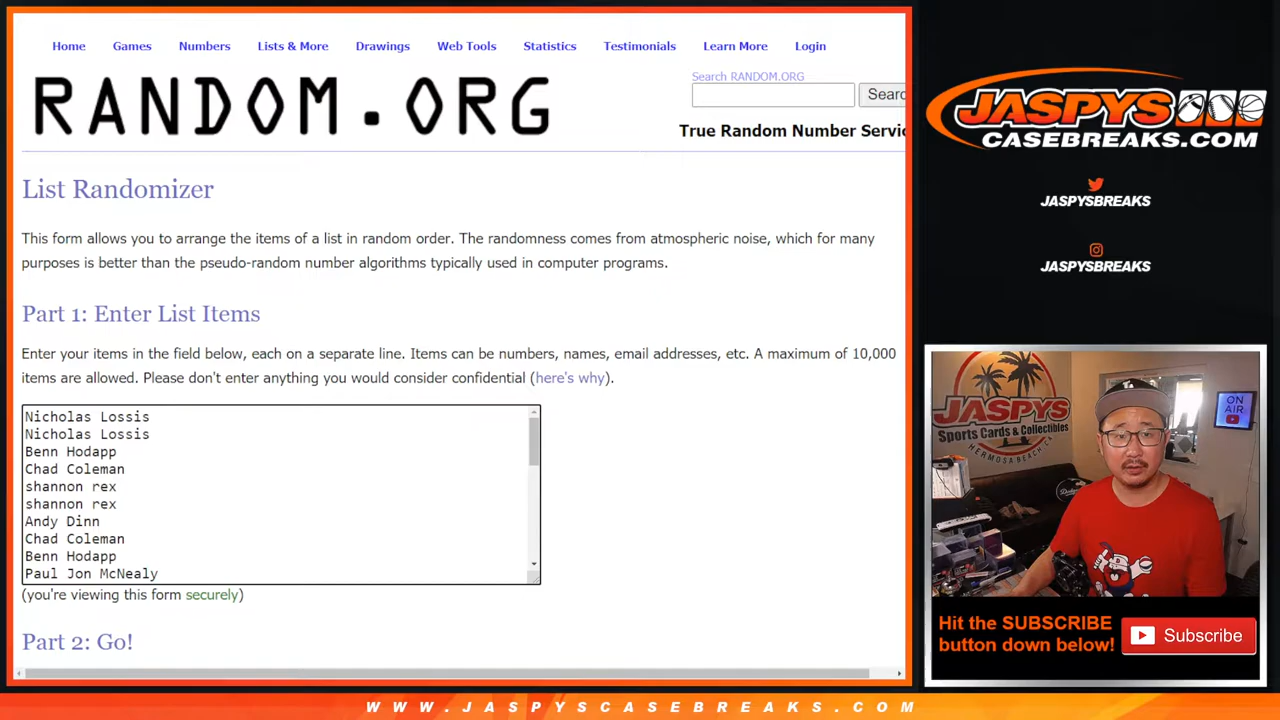 Home Games Numbers Lists & More Drawings Web Tools Statistics Testimonials Learn More Login
RANDOM.ORG
Search RANDOM.ORG
Searc
True Random Number Servic
List Randomizer
This form allows you to arrange the items of a list in random order. The randomness comes from atmospheric noise, which for many
purposes is better than the pseudo-random number algorithms typically used in computer programs.
Part 1: Enter List Items
Enter your items in the field below, each on a separate line. Items can be numbers, names, email addresses, etc. A maximum of 10,000
items are allowed. Please don't enter anything you would consider confidential (here's why).
Nicholas Lossis
Nicholas Lossis
Benn Hodapp
Chad Coleman
shannon rex
shannon rex
Andy Dinn
Chad Coleman
Benn Hodapp
Paul Jon McNealy
(you're viewing this form securely)
Part 2: Go!
JASPYS
CASEBREAKS.COM
JASPYSBREAKS
JASPYSBREAKS
JASPYS
Sports Cards & Collectibles
HERMOSA BEACH, CA
ON AIR
Dodgers
Hit the SUBSCRIBE
button down below!
Subscribe
WWW.JASPYSCASEBREAKS.COM